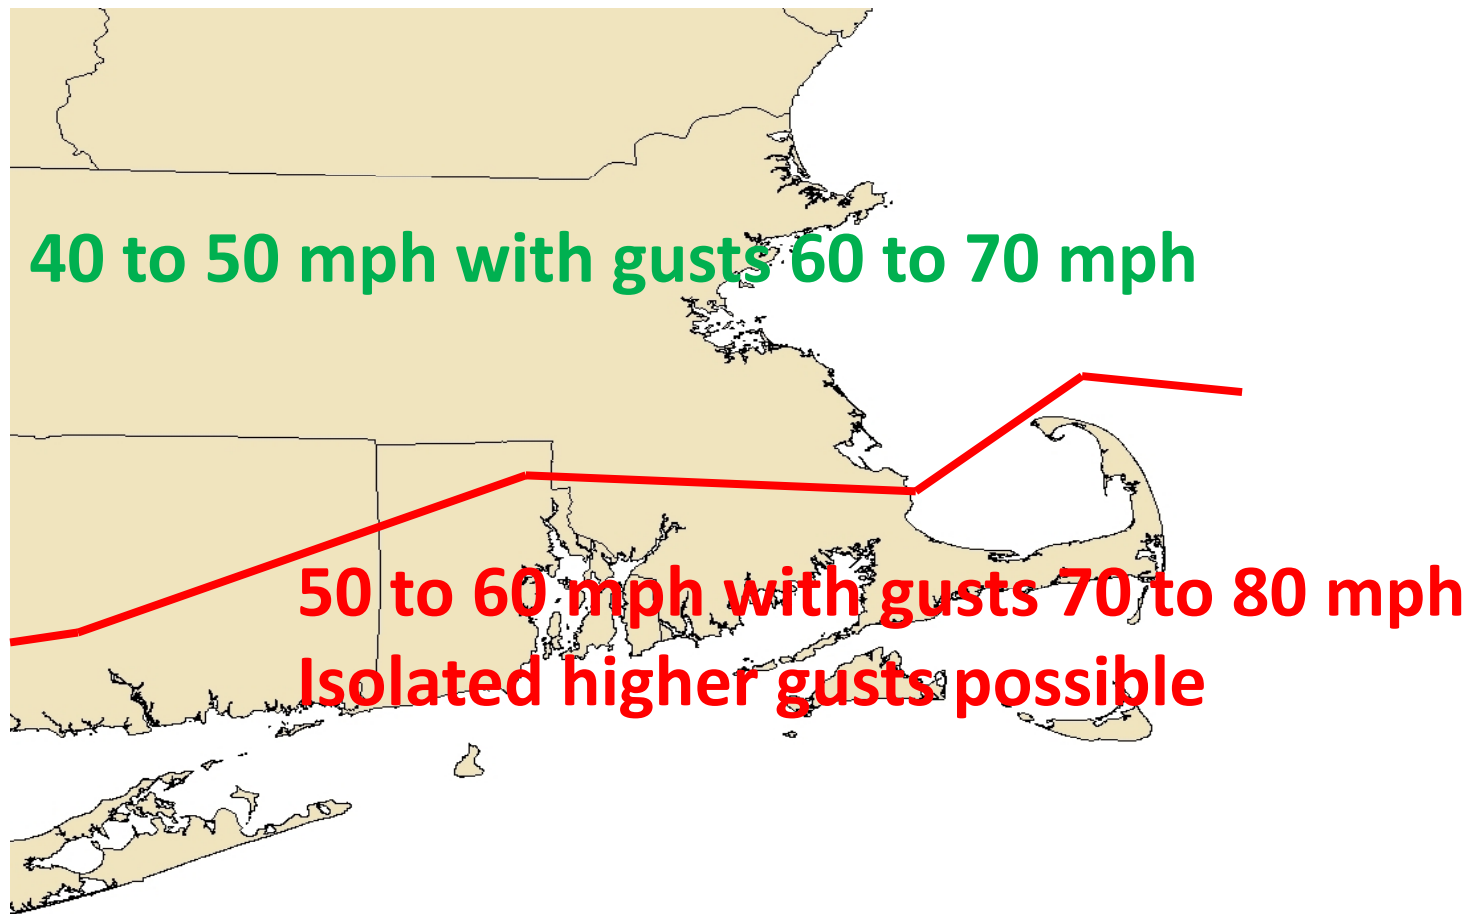 40 to 50 mph with gusts 60 to 70 mph
50 to 60 mph with gusts 70 to 80 mph
Isolated higher gusts possible